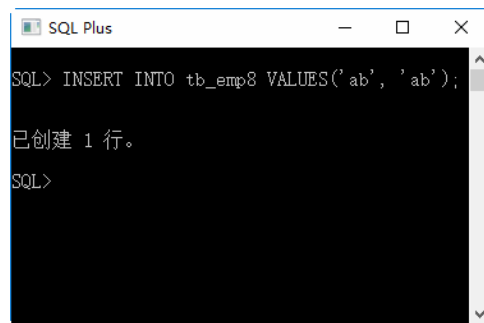 SQL Plus
SQL> INSERT INTO tb_emp8 VALUES('ab', 'ab');
已创建 1 行。
SQL>